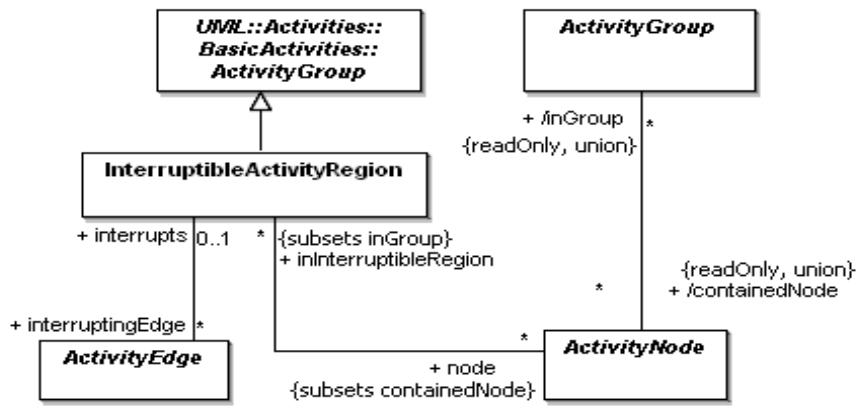 UML::Activities::
BasicActivities::
ActivityGroup
ActivityGroup
+ /inGroup
*
{readOnly, union}
InterruptibleActivityRegion
+ interrupts
0..1
*
{subsets inGroup}
+ inInterruptibleRegion
{readOnly, union}
*
+ /containedNode
+ interruptingEdge
*
*
ActivityEdge
ActivityNode
+ node
{subsets containedNode}